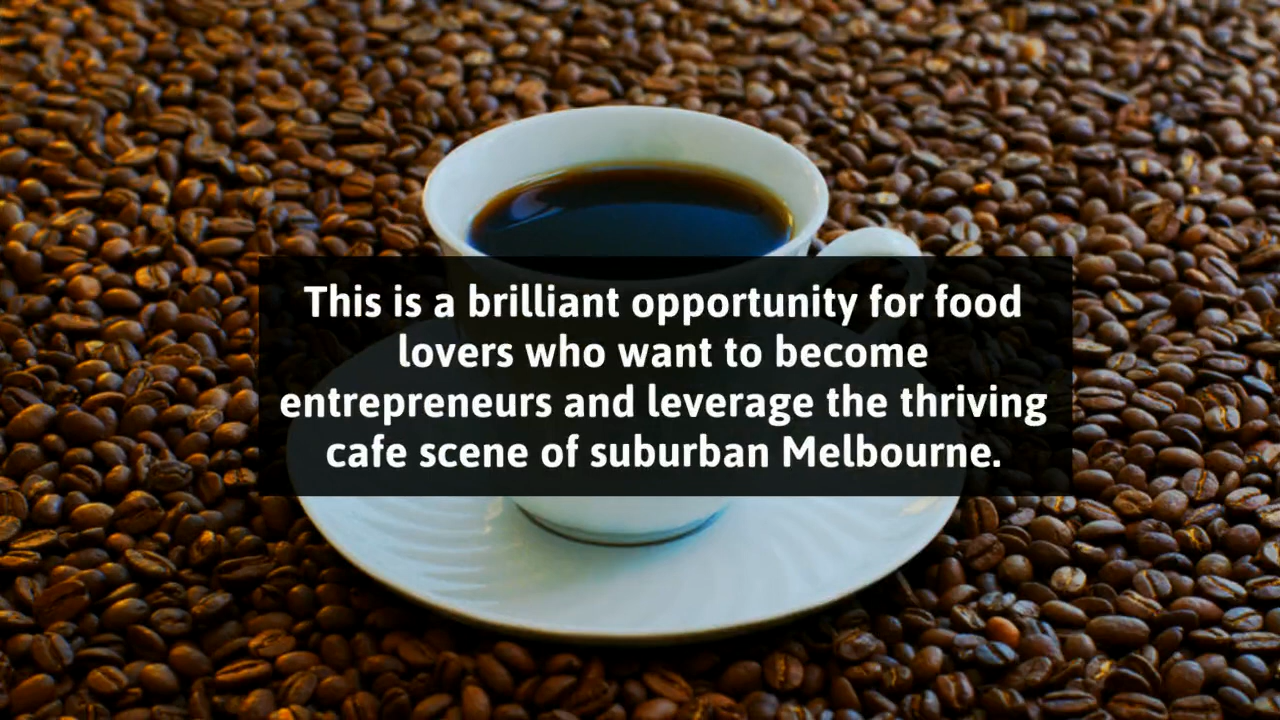 This is a brilliant opportunity for food
lovers who want to become
entrepreneurs and leverage the thriving
cafe scene of suburban Melbourne.